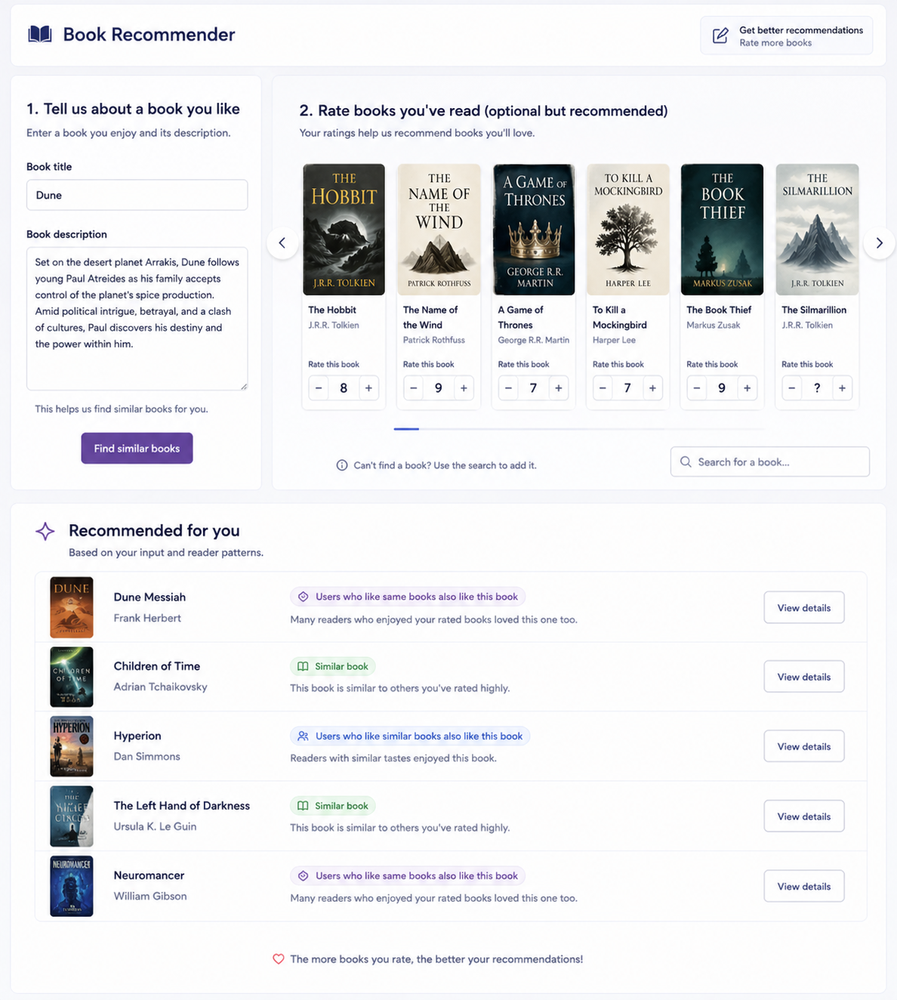 Book Recommender
Get better recommendations
Rate more books
1. Tell us about a book you like
Enter a book you enjoy and its description.
Book title
Dune
Book description
Set on the desert planet Arrakis, Dune follows
young Paul Atreides as his family accepts
control of the planet's spice production.
Amid political intrigue, betrayal, and a clash
of cultures, Paul discovers his destiny and
the power within him.
This helps us find similar books for you.
Find similar books
2. Rate books you've read (optional but recommended)
Your ratings help us recommend books you'll love.
THE
HOBBIT
J.R.R. TOLKIEN
The Hobbit
J.R.R. Tolkien
Rate this book
− 8 +
THE
NAME OF
THE
WIND
PATRICK ROTHFUSS
The Name of
the Wind
Patrick Rothfuss
Rate this book
− 9 +
A GAME OF
THRONES
GEORGE R.R.
MARTIN
A Game of
Thrones
George R.R. Martin
Rate this book
− 7 +
TO KILL A
MOCKINGBIRD
HARPER LEE
To Kill a
Mockingbird
Harper Lee
Rate this book
− 7 +
THE
BOOK
THIEF
MARKUS ZUSAK
The Book Thief
Markus Zusak
Rate this book
− 9 +
THE
SILMARILLION
J.R.R. TOLKIEN
The Silmarillion
J.R.R. Tolkien
Rate this book
− ? +
Can't find a book? Use the search to add it.
Search for a book...
Recommended for you
Based on your input and reader patterns.
DUNE
Dune Messiah
Frank Herbert
Users who like same books also like this book
Many readers who enjoyed your rated books loved this one too.
View details
CHILDREN
OF TIME
Children of Time
Adrian Tchaikovsky
Similar book
This book is similar to others you've rated highly.
View details
HYPERION
Hyperion
Dan Simmons
Users who like similar books also like this book
Readers with similar tastes enjoyed this book.
View details
The Left Hand of Darkness
Ursula K. Le Guin
Similar book
This book is similar to others you've rated highly.
View details
NEUROMANCER
Neuromancer
William Gibson
Users who like same books also like this book
Many readers who enjoyed your rated books loved this one too.
View details
The more books you rate, the better your recommendations!